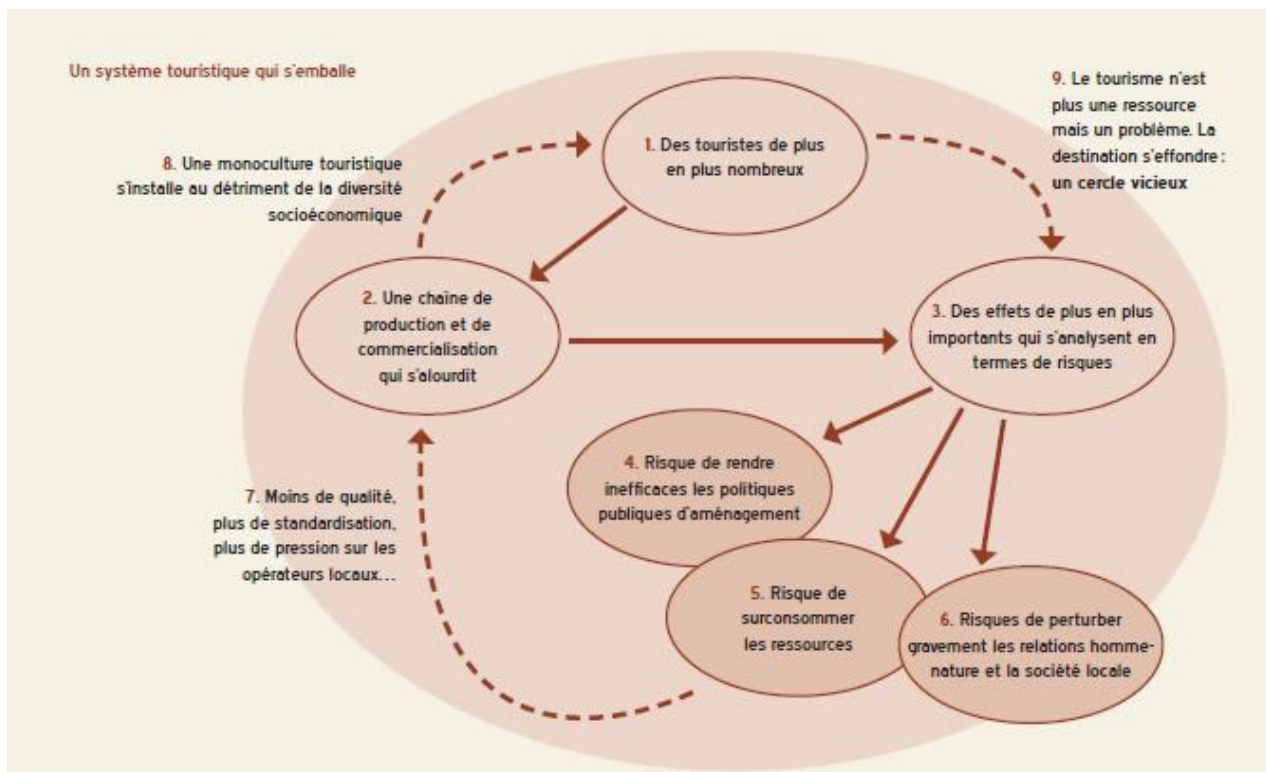 Un système touristique qui s'emballe
1. Des touristes de plus
en plus nombreux
2. Une chaîne de
production et de
commercialisation
qui s'alourdit
3. Des effets de plus en plus
importants qui s'analysent en
termes de risques
4. Risque de rendre
inefficaces les politiques
publiques d'aménagement
5. Risque de
surconsommer
les ressources
6. Risques de perturber
gravement les relations homme-
nature et la société locale
7. Moins de qualité,
plus de standardisation,
plus de pression sur les
opérateurs locaux…
8. Une monoculture touristique
s'installe au détriment de la diversité
socioéconomique
9. Le tourisme n'est
plus une ressource
mais un problème. La
destination s'effondre :
un cercle vicieux